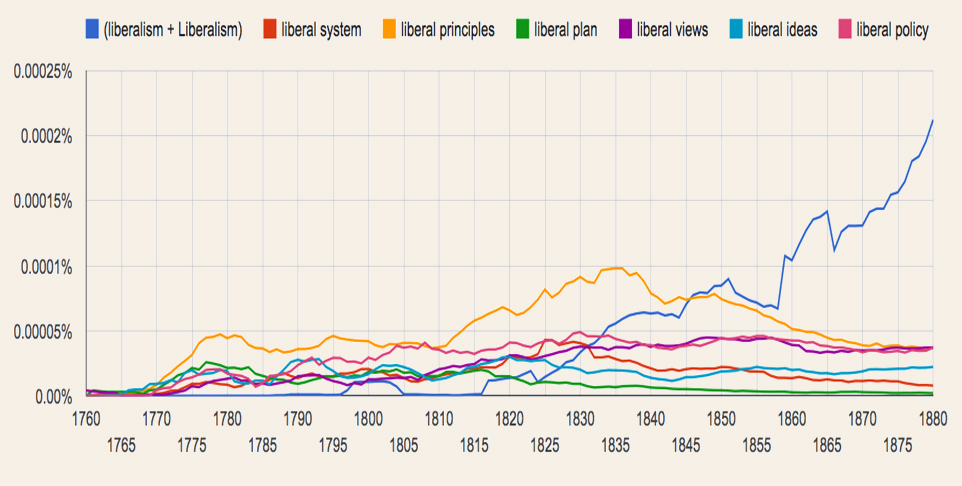 (liberalism + Liberalism) liberal system liberal principles liberal plan liberal views liberal ideas liberal policy
0.00025%
0.0002%
0.00015%
0.0001%
0.00005%
0.00%
1760 1770 1780 1790 1800 1810 1820 1830 1840 1850 1860 1870 1880
1765 1775 1785 1795 1805 1815 1825 1835 1845 1855 1865 1875